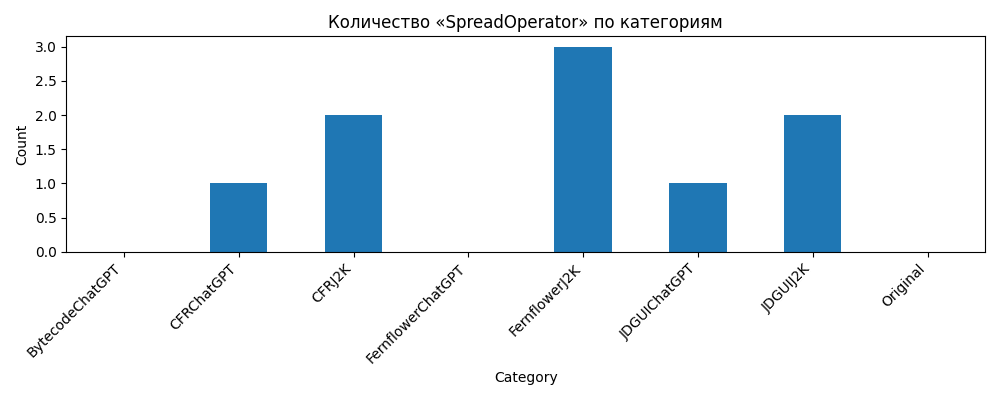 Количество «SpreadOperator» по категориям
Count
3.0
2.5
2.0
1.5
1.0
0.5
0.0
BytecodeChatGPT
CFRChatGPT
CFRJ2K
FernflowerChatGPT
FernflowerJ2K
JDGUIChatGPT
JDGUIJ2K
Original
Category